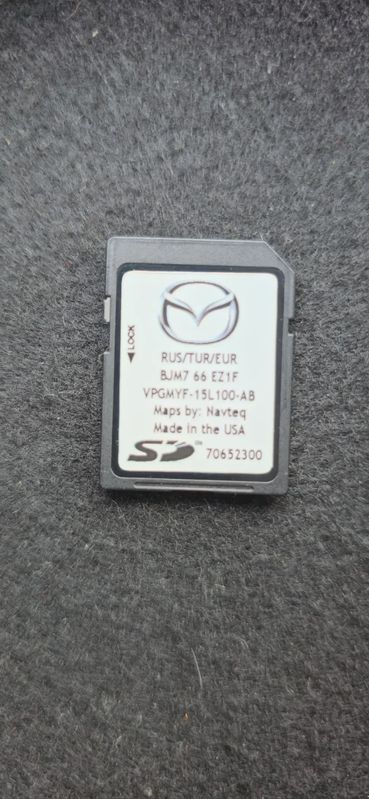 LOCK
RUS/TUR/EUR
BJM7 66 EZ1F
VPGMYF-15L100-AB
Maps by: Navteq
Made in the USA
SD 70652300